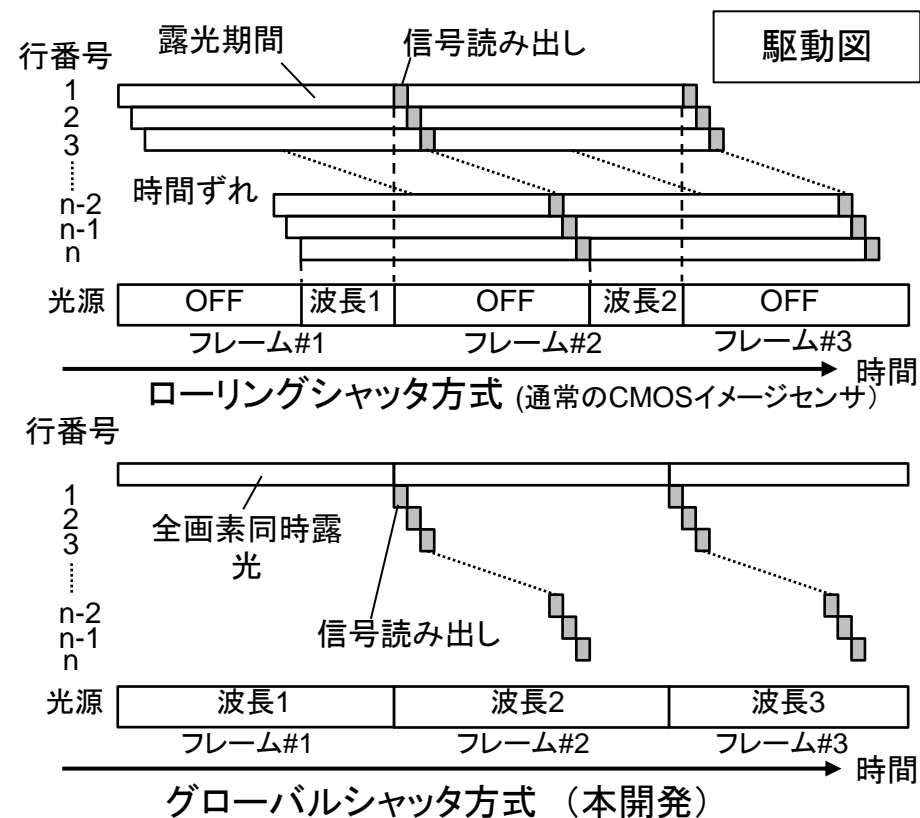 駆動図
露光期間
信号読み出し
行番号
1
2
3
n-2
n-1
n
時間ずれ
光源 OFF 波長1 OFF 波長2 OFF
フレーム#1 フレーム#2 フレーム#3
時間
ローリングシャッタ方式 (通常のCMOSイメージセンサ)
行番号
1
2
3
n-2
n-1
n
全画素同時露
光
信号読み出し
光源 波長1 波長2 波長3
フレーム#1 フレーム#2 フレーム#3
時間
グローバルシャッタ方式 (本開発)